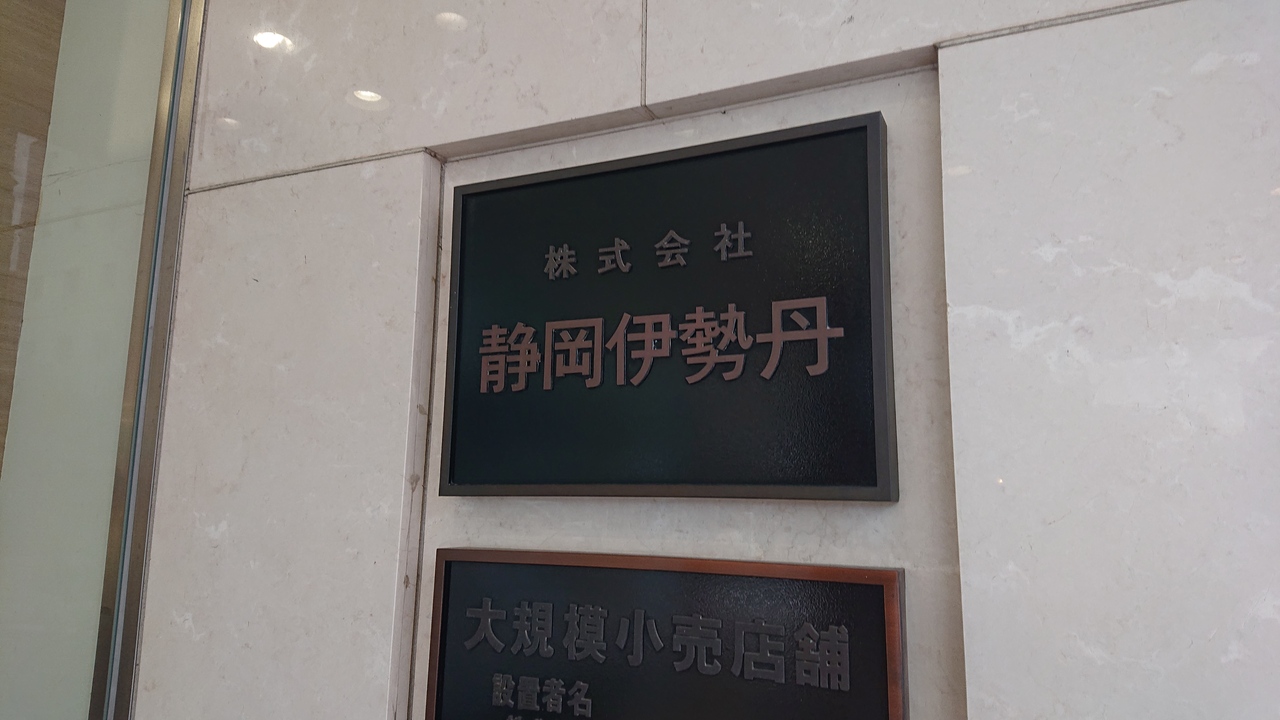 株式会社
静岡伊勢丹
大規模小売店舗
設置者名